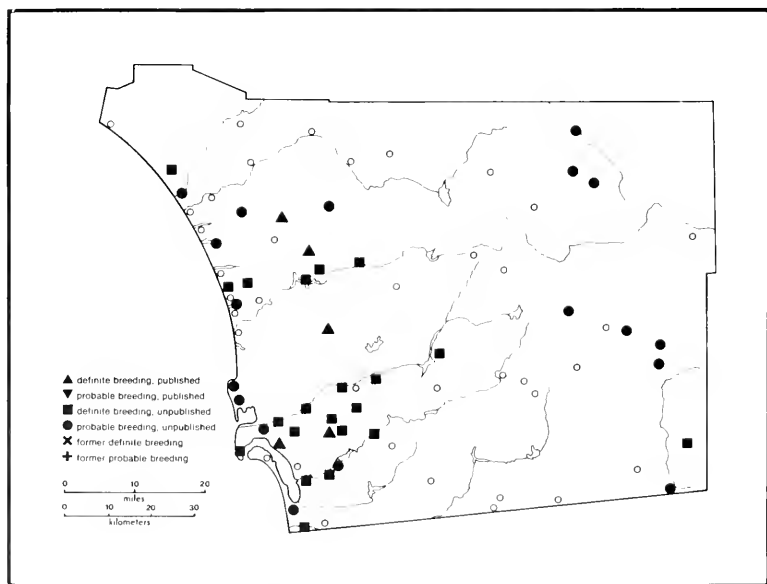 definite breeding, published
probable breeding, published
definite breeding, unpublished
probable breeding, unpublished
former definite breeding
former probable breeding
0 10 20
miles
0 10 20 30
kilometers